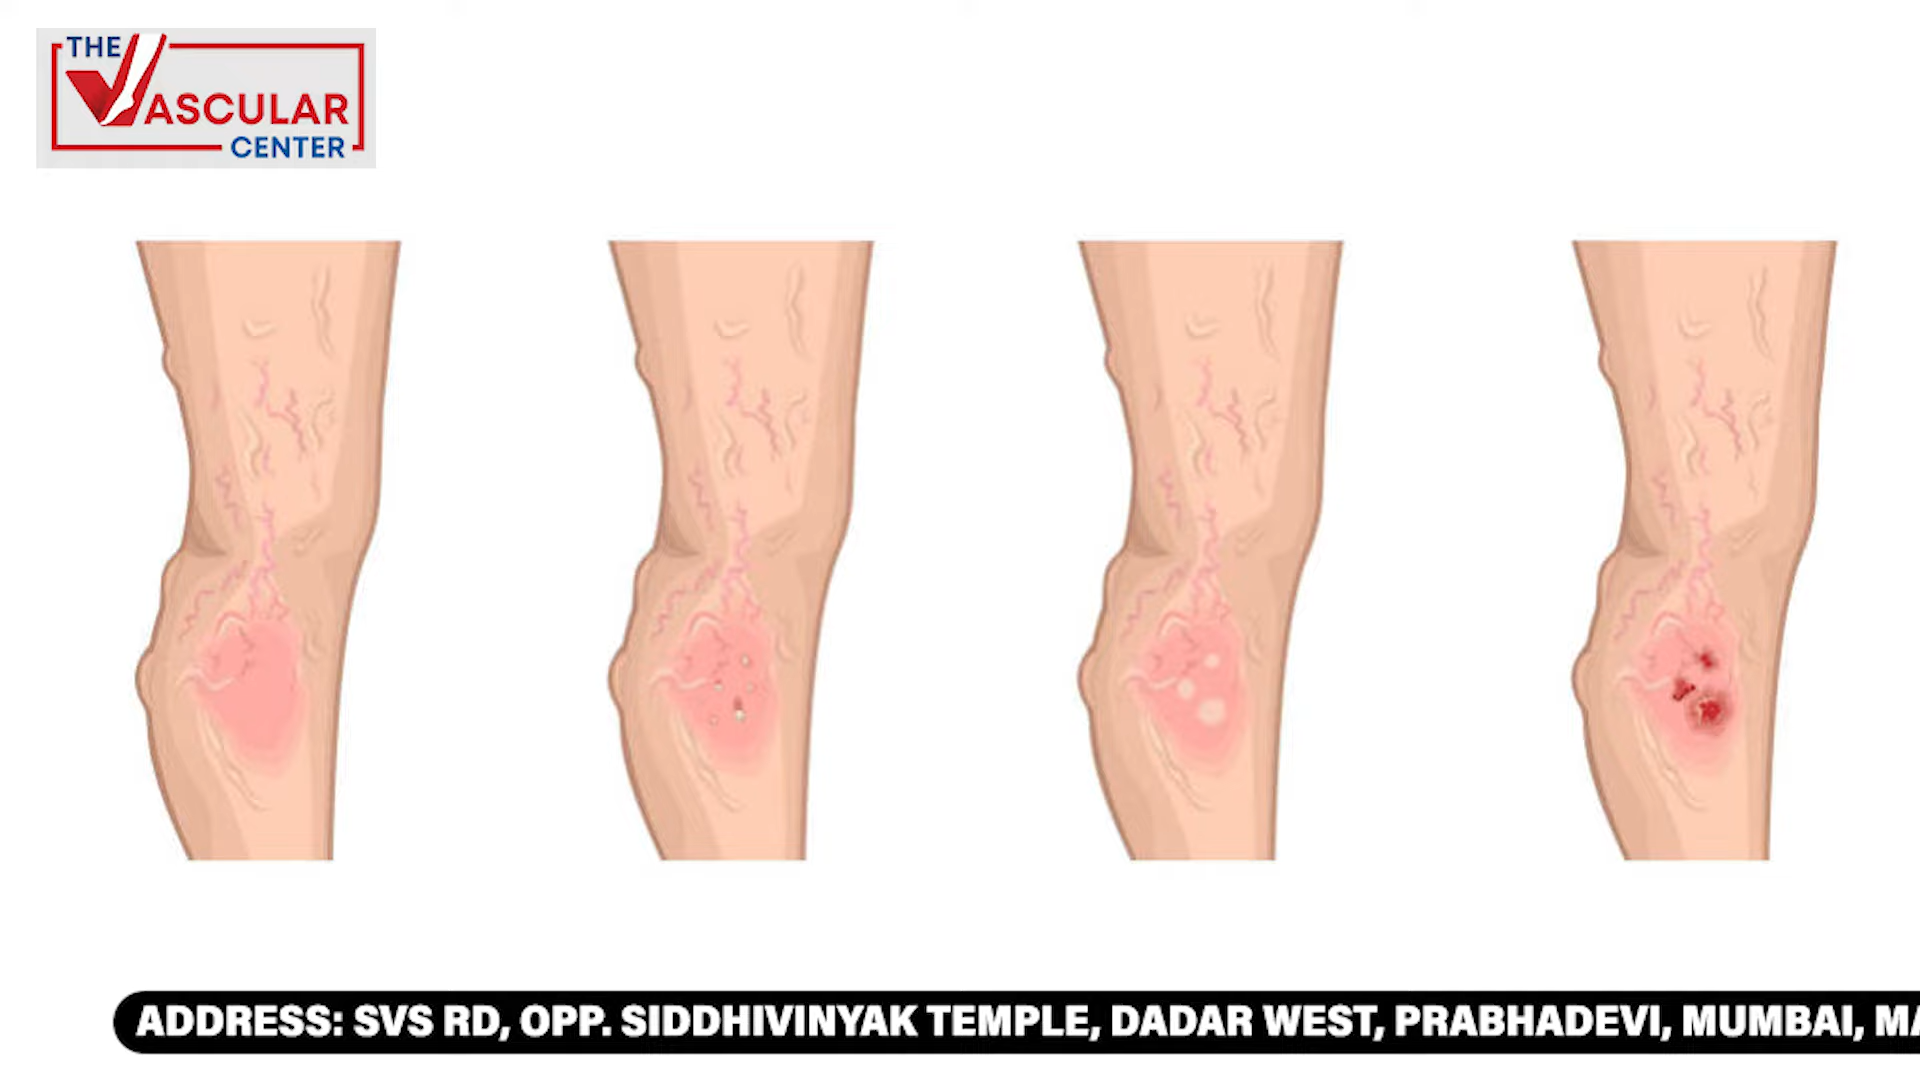 THE
VASCULAR
CENTER
ADDRESS: SVS RD, OPP. SIDDHIVINYAK TEMPLE, DADAR WEST, PRABHADEVI, MUMBAI,